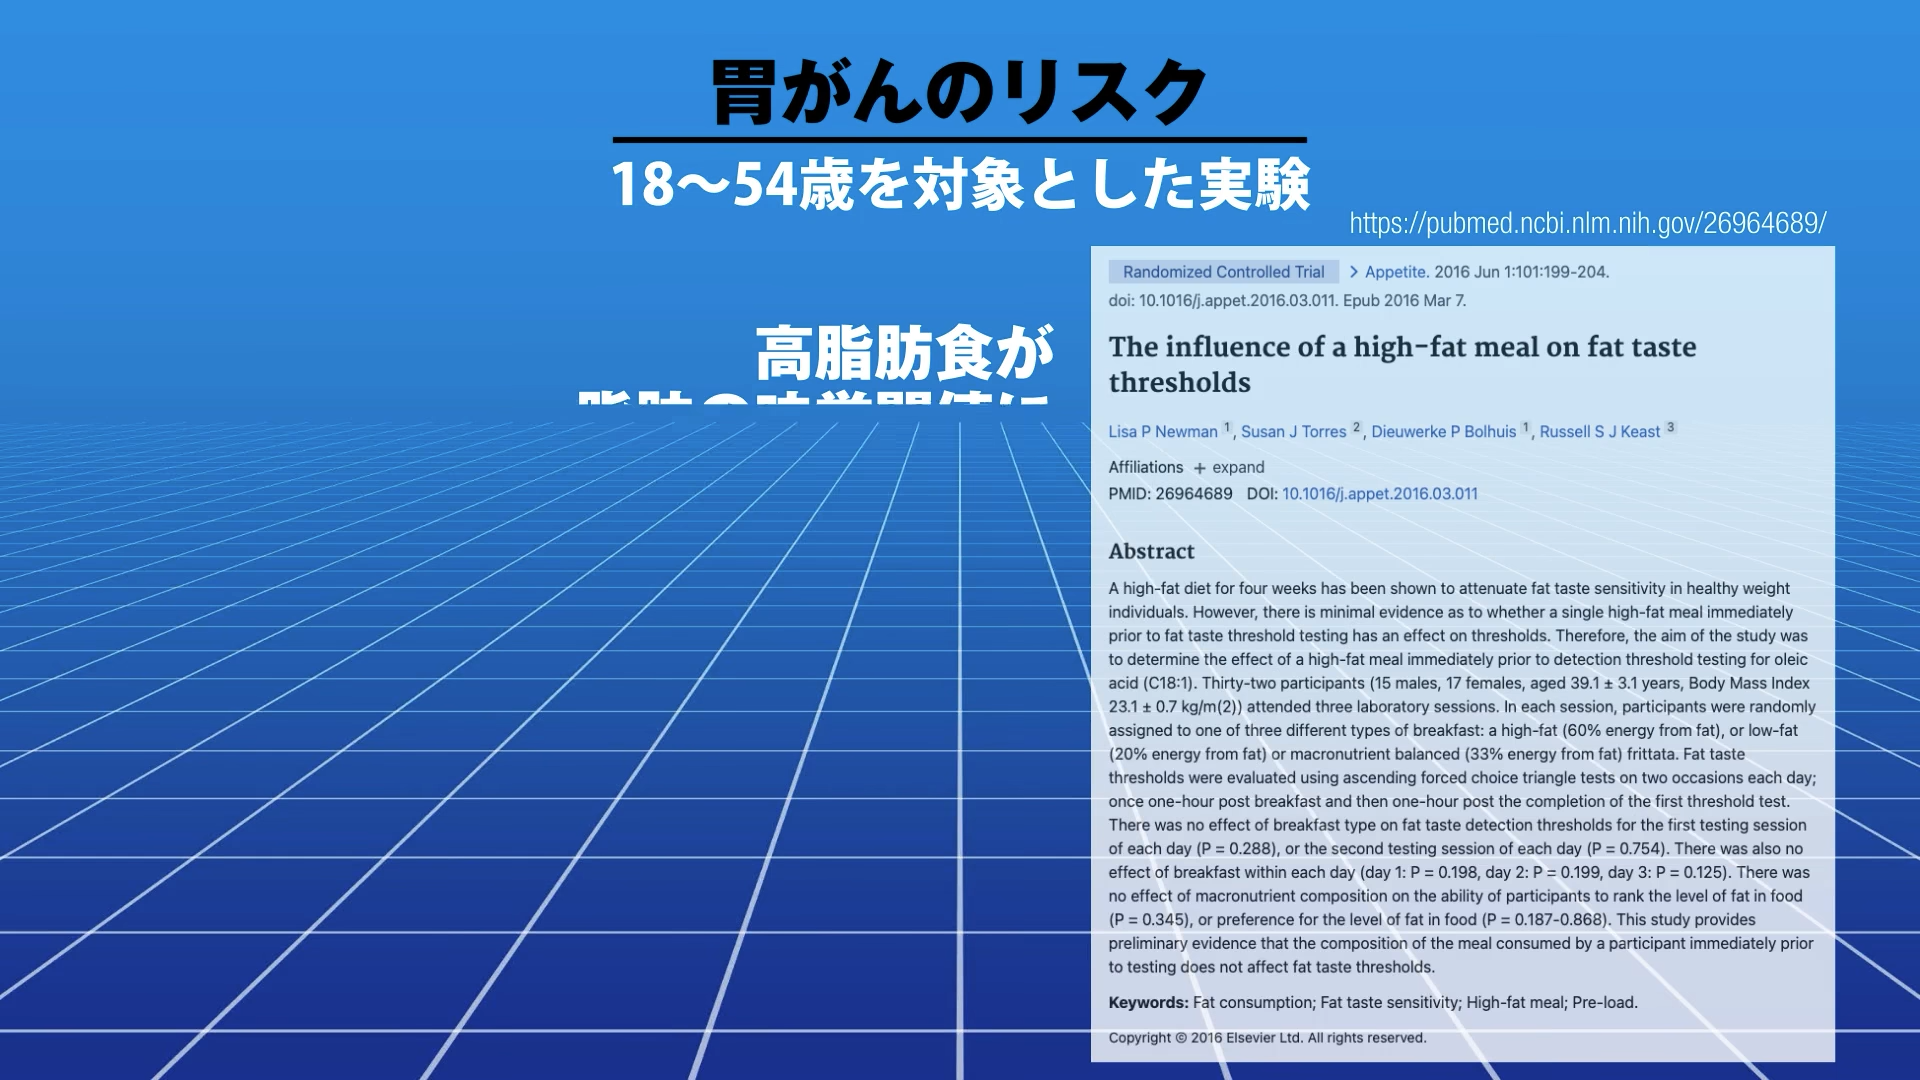 胃がんのリスク
18〜54歳を対象とした実験
https://pubmed.ncbi.nlm.nih.gov/26964689/
高脂肪食が
Randomized Controlled Trial > Appetite. 2016 Jun 1:101:199-204.
doi: 10.1016/j.appet.2016.03.011. Epub 2016 Mar 7.
The influence of a high-fat meal on fat taste
thresholds
Lisa P Newman 1, Susan J Torres 2, Dieuwerke P Bolhuis 1, Russell S J Keast 3
Affiliations + expand
PMID: 26964689 DOI: 10.1016/j.appet.2016.03.011
Abstract
A high-fat diet for four weeks has been shown to attenuate fat taste sensitivity in healthy weight
individuals. However, there is minimal evidence as to whether a single high-fat meal immediately
prior to fat taste threshold testing has an effect on thresholds. Therefore, the aim of the study was
to determine the effect of a high-fat meal immediately prior to detection threshold testing for oleic
acid (C18:1). Thirty-two participants (15 males, 17 females, aged 39.1 ± 3.1 years, Body Mass Index
23.1 ± 0.7 kg/m(2)) attended three laboratory sessions. In each session, participants were randomly
assigned to one of three different types of breakfast: a high-fat (60% energy from fat), or low-fat
(20% energy from fat) or macronutrient balanced (33% energy from fat) frittata. Fat taste
thresholds were evaluated using ascending forced choice triangle tests on two occasions each day;
once one-hour post breakfast and then one-hour post the completion of the first threshold test.
There was no effect of breakfast type on fat taste detection thresholds for the first testing session
of each day (P = 0.288), or the second testing session of each day (P = 0.754). There was also no
effect of breakfast within each day (day 1: P = 0.198, day 2: P = 0.199, day 3: P = 0.125). There was
no effect of macronutrient composition on the ability of participants to rank the level of fat in food
(P = 0.345), or preference for the level of fat in food (P = 0.187-0.868). This study provides
preliminary evidence that the composition of the meal consumed by a participant immediately prior
to testing does not affect fat taste thresholds.
Keywords: Fat consumption; Fat taste sensitivity; High-fat meal; Pre-load.
Copyright © 2016 Elsevier Ltd. All rights reserved.